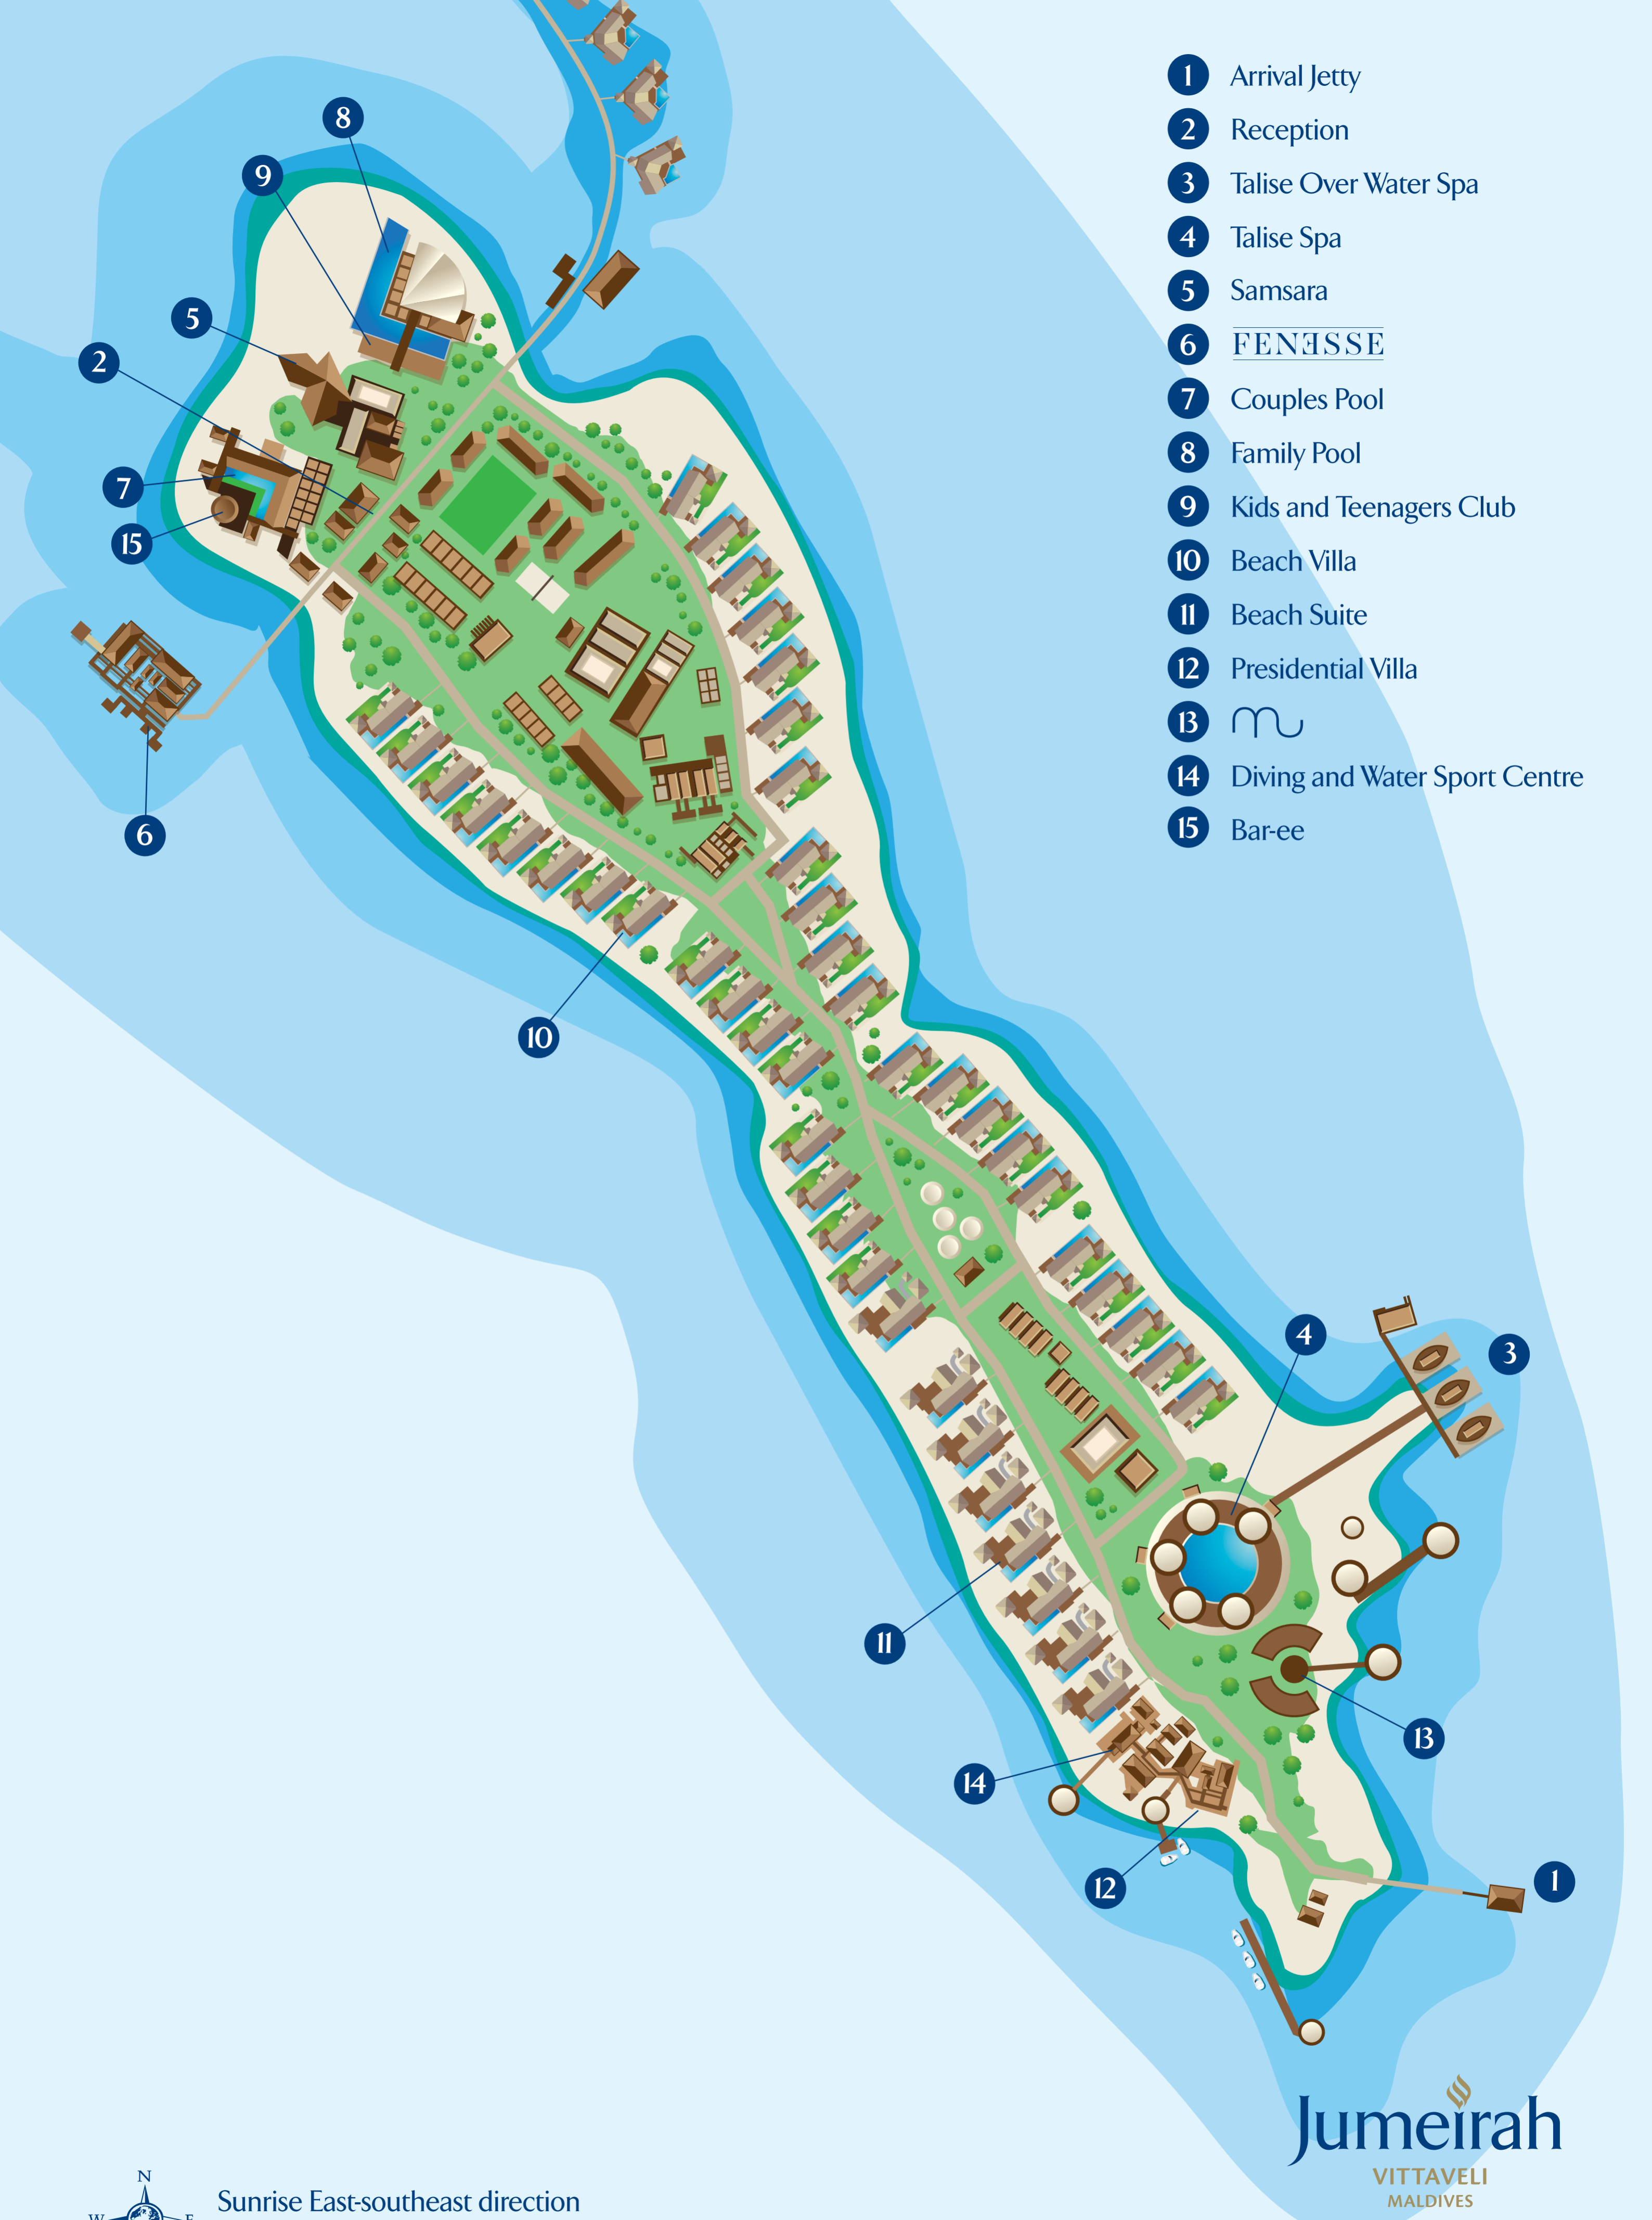 1 Arrival Jetty
2 Reception
3 Talise Over Water Spa
4 Talise Spa
5 Samsara
6 FENƎSSE
7 Couples Pool
8 Family Pool
9 Kids and Teenagers Club
10 Beach Villa
11 Beach Suite
12 Presidential Villa
13 mu
14 Diving and Water Sport Centre
15 Bar-ee
8
9
5
2
7
15
6
10
4
3
11
13
14
12
1
Jumeirah
VITTAVELI
MALDIVES
N
W E
Sunrise East-southeast direction